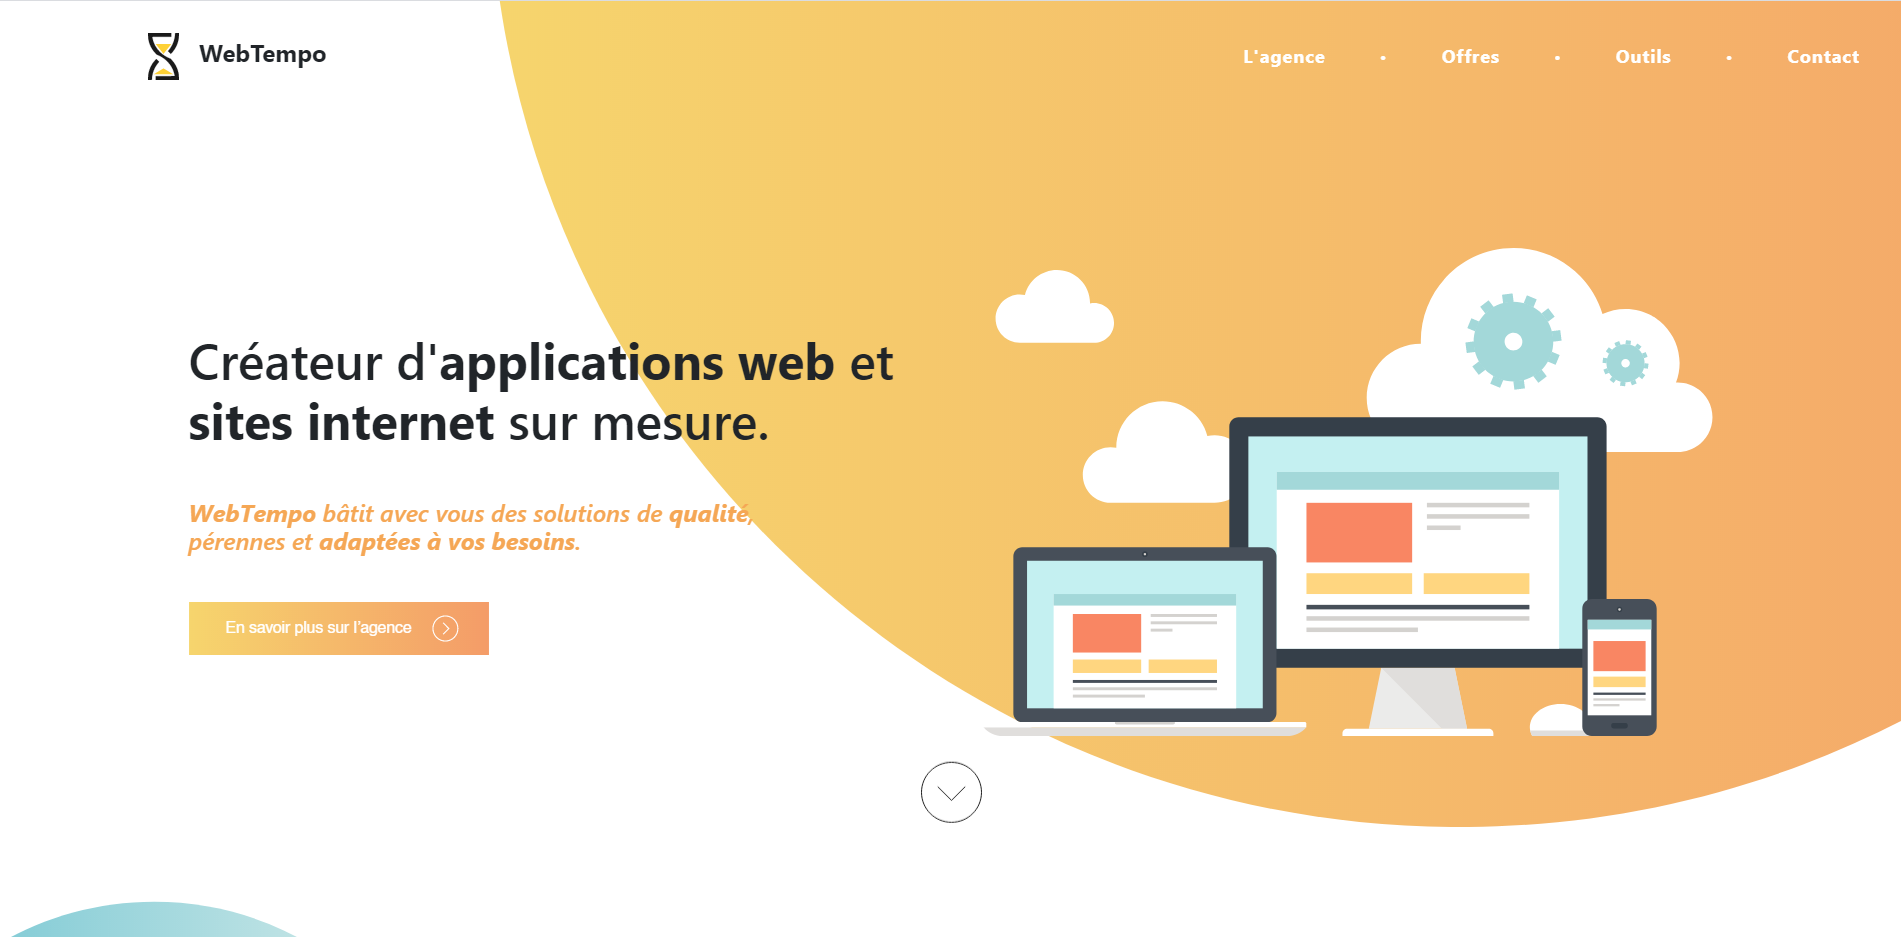 WebTempo
L'agence • Offres • Outils • Contact
Créateur d'applications web et
sites internet sur mesure.
WebTempo bâtit avec vous des solutions de qualité,
pérennes et adaptées à vos besoins.
En savoir plus sur l'agence